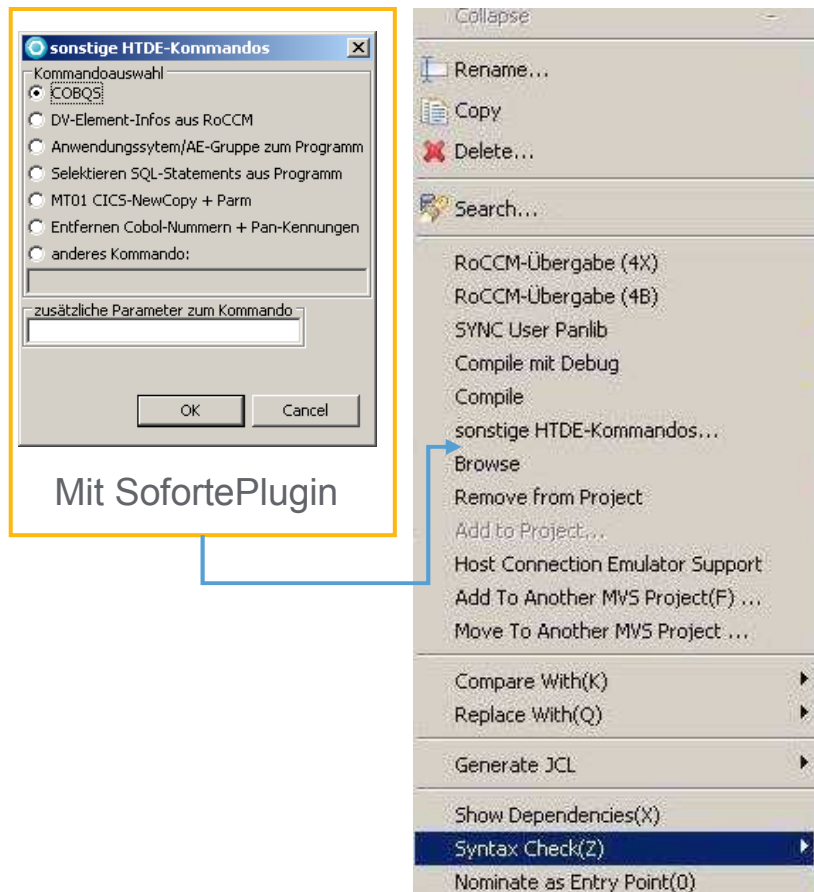 sonstige HTDE-Kommandos
Kommandoauswahl
COBQS
DV-Element-Infos aus RoCCM
Anwendungssytem/AE-Gruppe zum Programm
Selektieren SQL-Statements aus Programm
MT01 CICS-NewCopy + Parm
Entfernen Cobol-Nummern + Pan-Kennungen
anderes Kommando:
zusätzliche Parameter zum Kommando
OK Cancel
Mit SofortePlugin
Collapse
Rename...
Copy
Delete...
Search...
RoCCM-Übergabe (4X)
RoCCM-Übergabe (4B)
SYNC User Panlib
Compile mit Debug
Compile
sonstige HTDE-Kommandos...
Browse
Remove from Project
Add to Project...
Host Connection Emulator Support
Add To Another MVS Project(F) ...
Move To Another MVS Project ...
Compare With(K)
Replace With(Q)
Generate JCL
Show Dependencies(X)
Syntax Check(Z)
Nominate as Entry Point(0)